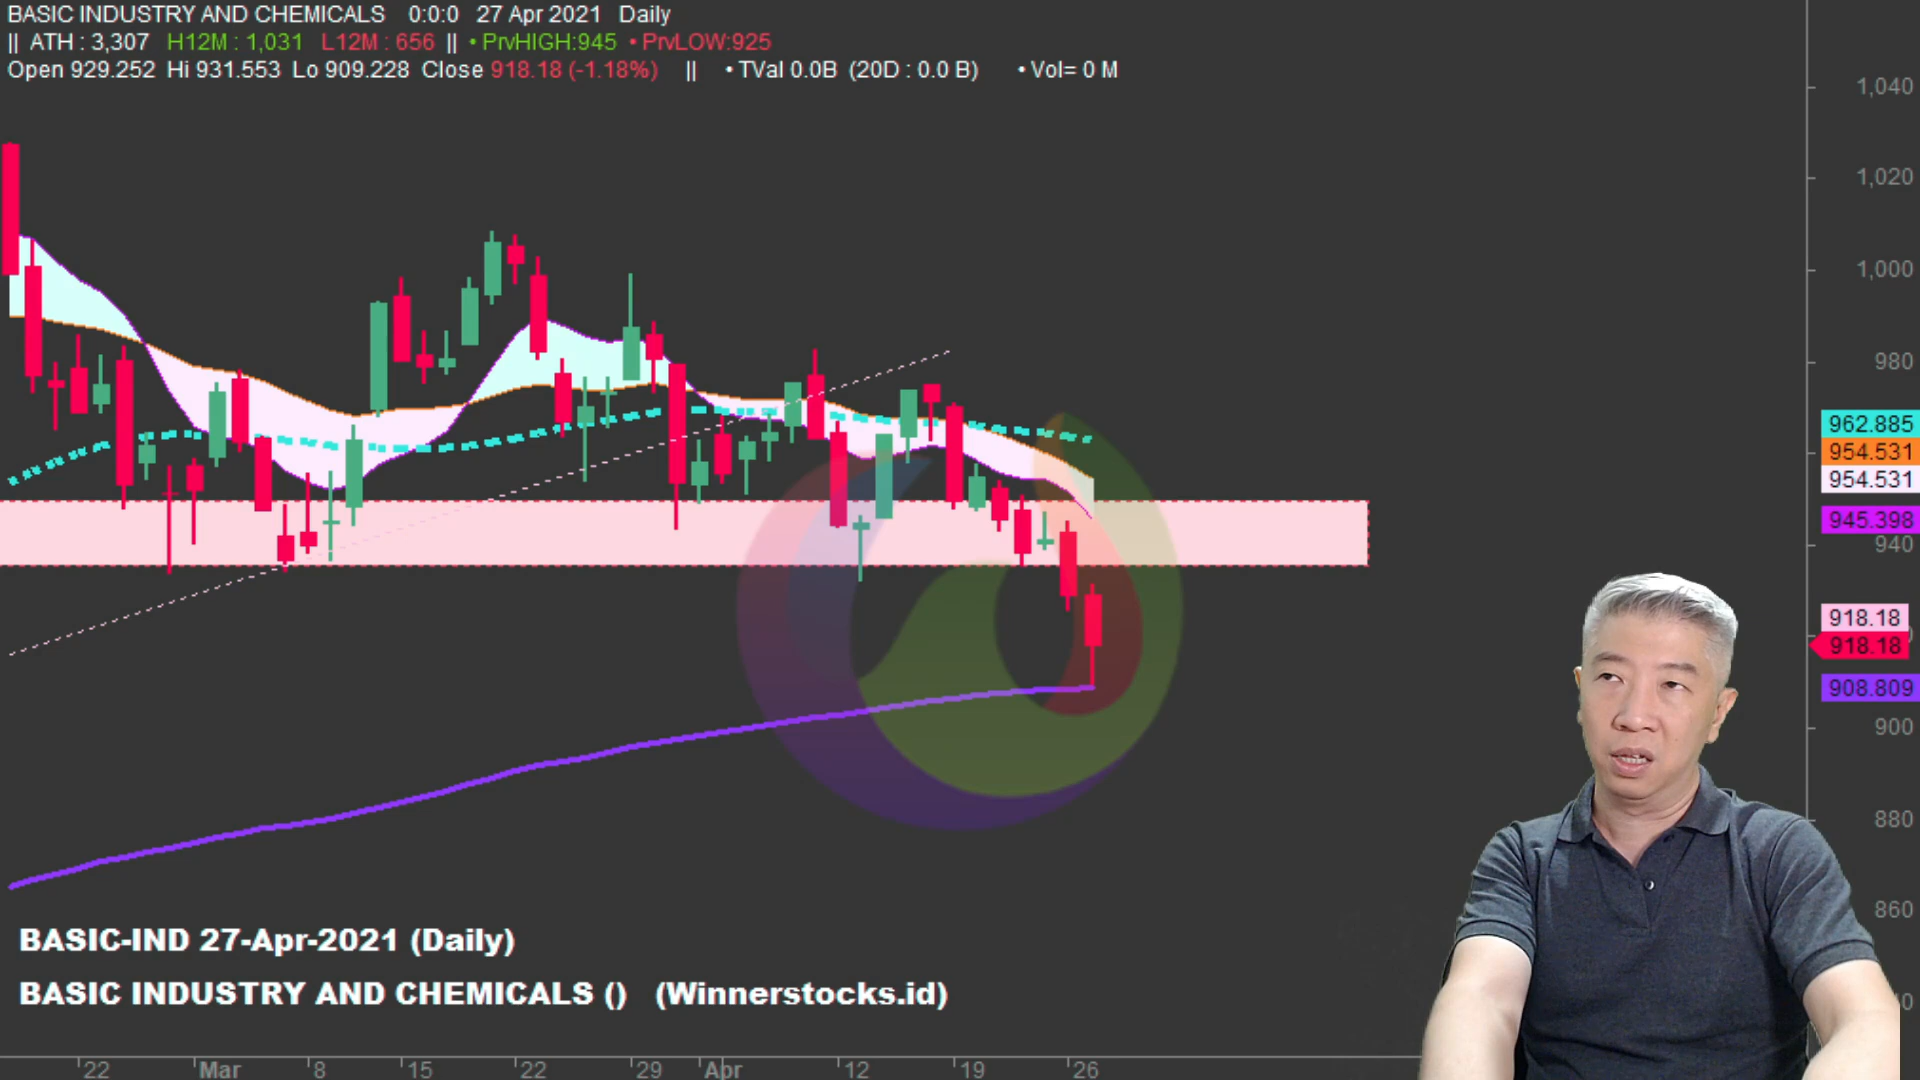 BASIC INDUSTRY AND CHEMICALS 0:0:0 27 Apr 2021 Daily
|| ATH : 3,307 H12M : 1,031 L12M : 656 || • PrvHIGH:945 • PrvLOW:925
Open 929.252 Hi 931.553 Lo 909.228 Close 918.18 (-1.18%) || • TVal 0.0B (20D : 0.0 B) • Vol= 0 M
1,040
1,020
1,000
980
962.885
954.531
954.531
945.398
940
918.18
918.18
908.809
900
880
860
BASIC-IND 27-Apr-2021 (Daily)
BASIC INDUSTRY AND CHEMICALS () (Winnerstocks.id)
22 Mar 8 15 22 29 Apr 12 19 26